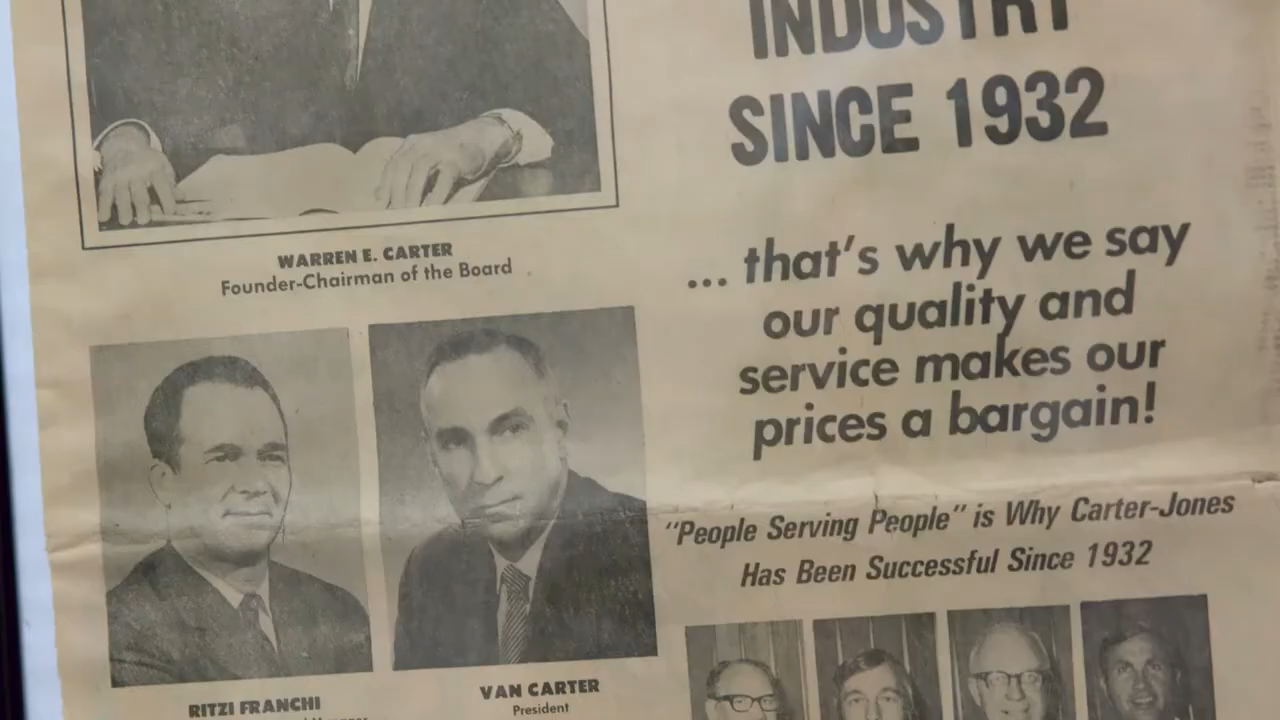 INDUSTRY
SINCE 1932
WARREN E. CARTER
Founder-Chairman of the Board
... that's why we say
our quality and
service makes our
prices a bargain!
"People Serving People" is Why Carter-Jones
Has Been Successful Since 1932
RITZI FRANCHI
VAN CARTER
President